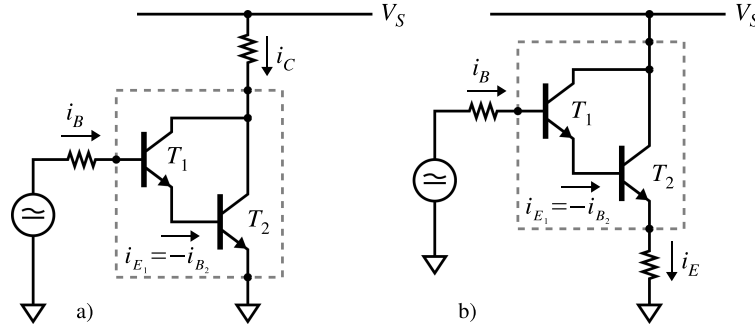 V_S
i_C
i_B
T_1
T_2
i_{E_1}=−i_{B_2}
a)
V_S
i_B
T_1
T_2
i_{E_1}=−i_{B_2}
i_E
b)